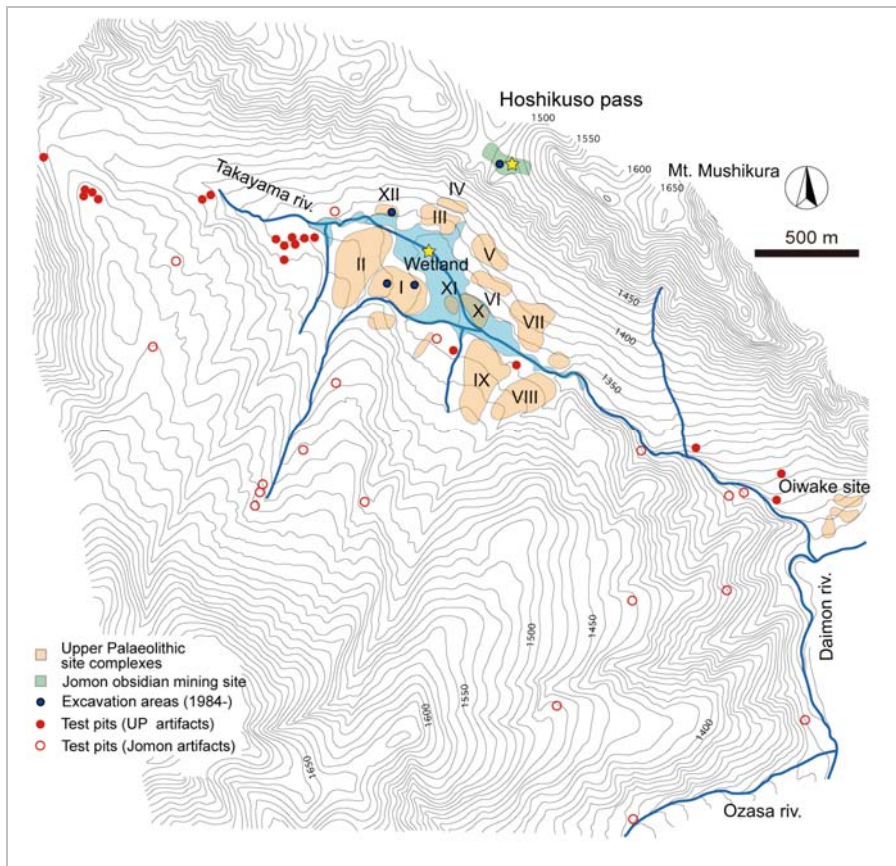 Hoshikuso pass
1500
1550
1600
1650
Mt. Mushikura
500 m
Takayama riv.
XII
IV
III
II
Wetland
V
I
XI
VI
X
VII
IX
VIII
1450
1400
1350
Oiwake site
Daimon riv.
1500
1450
1550
1600
1400
1650
Ozasa riv.
Upper Palaeolithic
site complexes
Jomon obsidian mining site
Excavation areas (1984-)
Test pits (UP artifacts)
Test pits (Jomon artifacts)